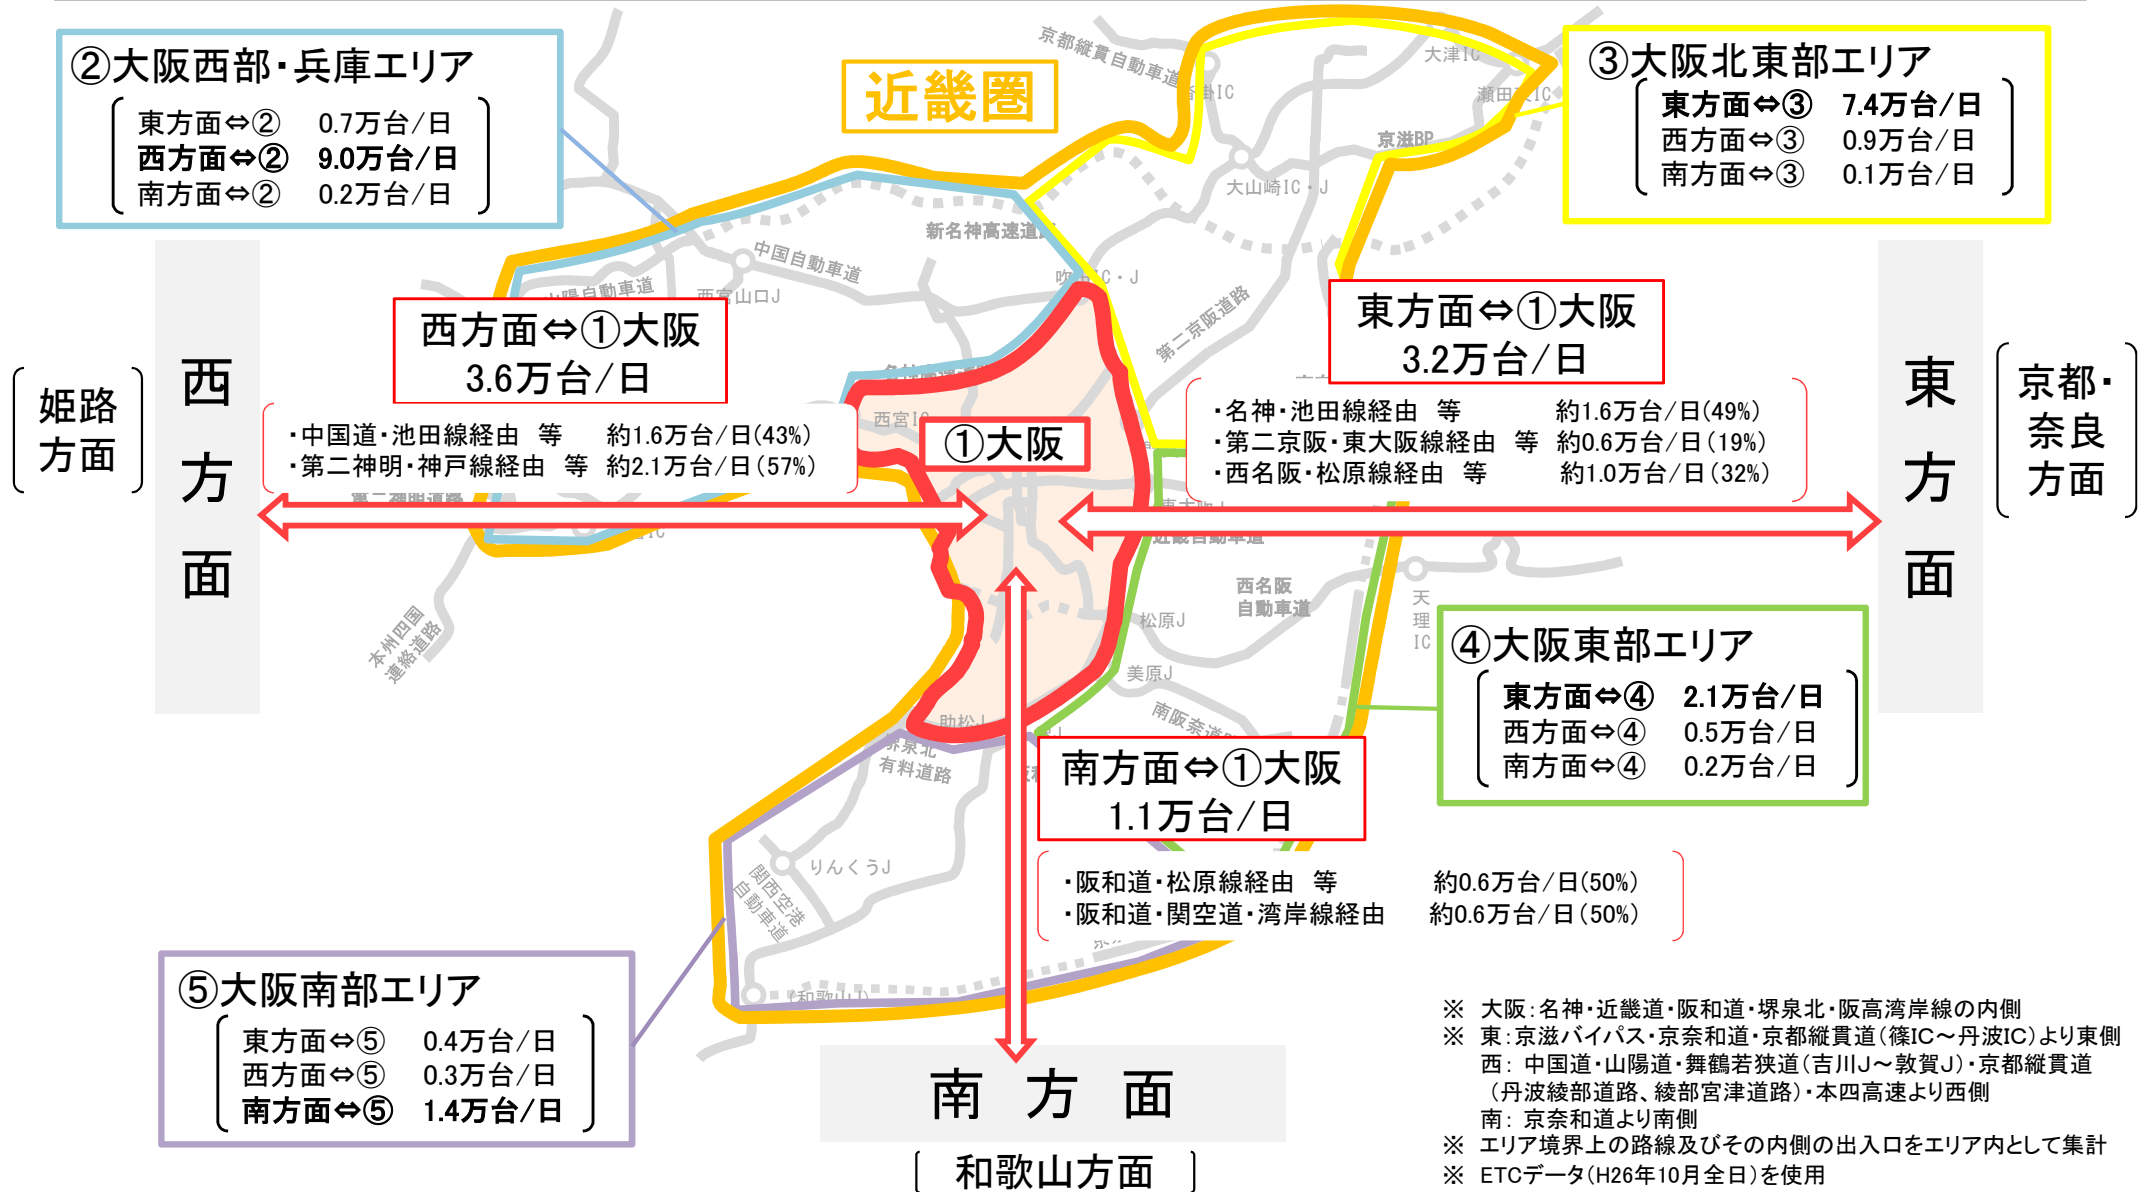 近畿圏
②大阪西部・兵庫エリア
東方面⇔② 0.7万台/日
西方面⇔② 9.0万台/日
南方面⇔② 0.2万台/日
③大阪北東部エリア
東方面⇔③ 7.4万台/日
西方面⇔③ 0.9万台/日
南方面⇔③ 0.1万台/日
京都縦貫自動車道
大津IC
京滋BP
大山崎IC・J
新名神高速道
中国自動車道
西宮山口J
第二京阪道路
西方面⇔①大阪
3.6万台/日
・中国道・池田線経由 等 約1.6万台/日(43%)
・第二神明・神戸線経由 等 約2.1万台/日(57%)
東方面⇔①大阪
3.2万台/日
・名神・池田線経由 等 約1.6万台/日(49%)
・第二京阪・東大阪線経由 等 約0.6万台/日(19%)
・西名阪・松原線経由 等 約1.0万台/日(32%)
西宮IC
①大阪
姫路
方面
西方面
東方面
京都・
奈良
方面
近畿自動車道
西名阪
自動車道
天理IC
松原J
美原J
本州四国
連絡道路
④大阪東部エリア
東方面⇔④ 2.1万台/日
西方面⇔④ 0.5万台/日
南方面⇔④ 0.2万台/日
助松J
堺泉北
有料道路
南阪奈道
南方面⇔①大阪
1.1万台/日
・阪和道・松原線経由 等 約0.6万台/日(50%)
・阪和道・関空道・湾岸線経由 約0.6万台/日(50%)
りんくうJ
関西空港
自動車道
(和歌山J)
⑤大阪南部エリア
東方面⇔⑤ 0.4万台/日
西方面⇔⑤ 0.3万台/日
南方面⇔⑤ 1.4万台/日
南方面
和歌山方面
※ 大阪:名神・近畿道・阪和道・堺泉北・阪高湾岸線の内側
※ 東:京滋バイパス・京奈和道・京都縦貫道(篠IC~丹波IC)より東側
西: 中国道・山陽道・舞鶴若狭道(吉川J~敦賀J)・京都縦貫道
(丹波綾部道路、綾部宮津道路)・本四高速より西側
南: 京奈和道より南側
※ エリア境界上の路線及びその内側の出入口をエリア内として集計
※ ETCデータ(H26年10月全日)を使用